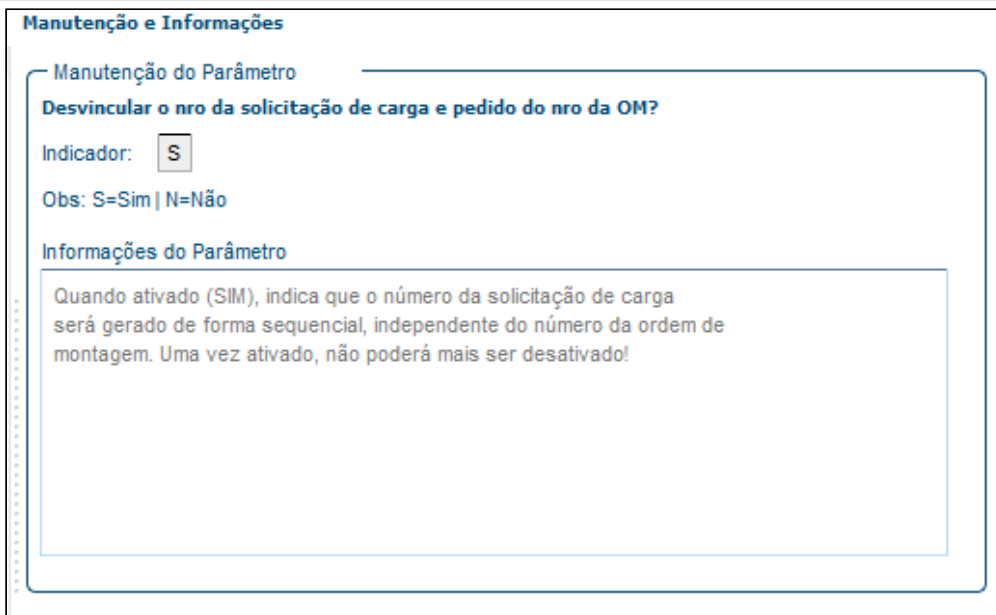 Manutenção e Informações
Manutenção do Parâmetro
Desvincular o nro da solicitação de carga e pedido do nro da OM?
Indicador: S
Obs: S=Sim | N=Não
Informações do Parâmetro
Quando ativado (SIM), indica que o número da solicitação de carga
será gerado de forma sequencial, independente do número da ordem de
montagem. Uma vez ativado, não poderá mais ser desativado!